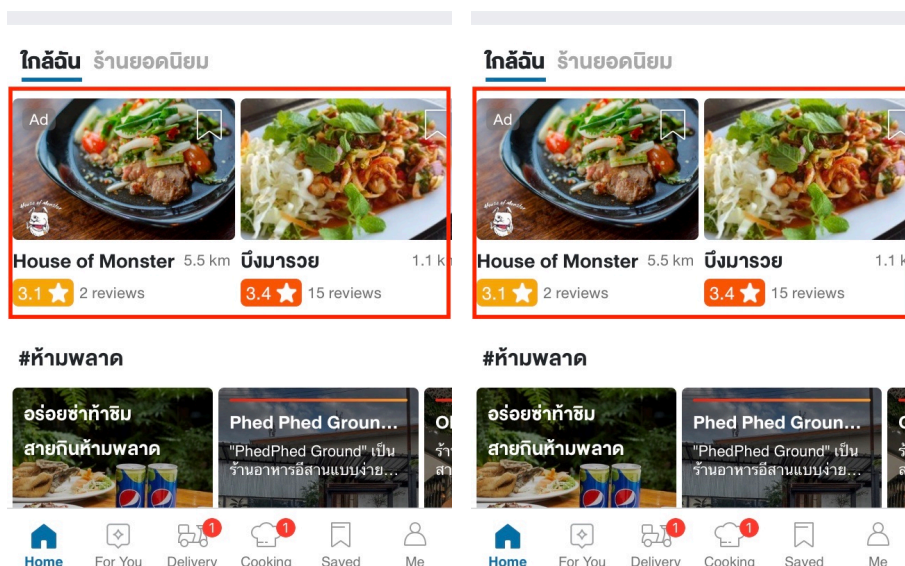 ใกล้ฉัน ร้านยอดนิยม
Ad
House of Monster 5.5 km บึงมารวย 1.1 k
3.1 2 reviews 3.4 15 reviews
#ห้ามพลาด
อร่อยซ่าท้าชิม
สายกินห้ามพลาด
Phed Phed Groun...
"PhedPhed Ground" เป็น
ร้านอาหารอีสานแบบง่าย...
1 1
Home For You Delivery Cooking Saved Me
ใกล้ฉัน ร้านยอดนิยม
Ad
House of Monster 5.5 km บึงมารวย 1.1 k
3.1 2 reviews 3.4 15 reviews
#ห้ามพลาด
อร่อยซ่าท้าชิม
สายกินห้ามพลาด
Phed Phed Groun...
"PhedPhed Ground" เป็น
ร้านอาหารอีสานแบบง่าย...
1 1
Home For You Delivery Cooking Saved Me